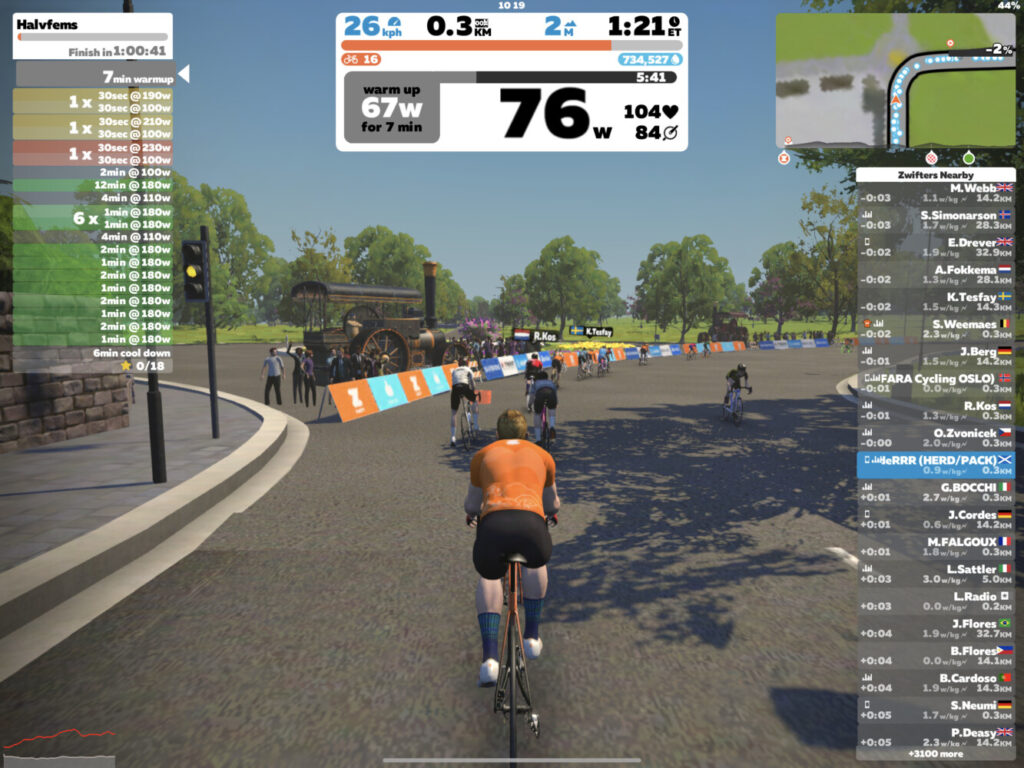 10 19
44%
Halvfems
Finish in 1:00:41
7min warmup
1 x
30sec @190w
30sec @100w
1 x
30sec @210w
30sec @100w
1 x
30sec @230w
30sec @100w
2min @100w
12min @180w
4min @110w
6 x
1min @180w
1min @180w
4min @110w
2min @180w
1min @180w
2min @180w
1min @180w
2min @180w
1min @180w
2min @180w
1min @180w
6min cool down
0/18
26 kph
0.3 KM
2 M
1:21 ET
16
734,527
5:41
warm up
67w
for 7 min
76 w
104
84
-2%
R.Kos
K.Tesfay
Zwifters Nearby
M.Webb
-0:03 1.1w/kg 14.2KM
S.Simonarson
-0:03 1.7w/kg 28.3KM
E.Drever
-0:02 1.9w/kg 32.9KM
A.Fokkema
-0:02 1.3w/kg 28.1KM
K.Tesfay
-0:02 1.5w/kg 14.3KM
S.Weemaes
-0:02 2.3w/kg 0.3KM
J.Berg
-0:01 1.5w/kg 14.2KM
(FARA Cycling OSLO)
-0:01 0.0w/kg 0.3KM
R.Kos
-0:01 1.3w/kg 0.3KM
O.Zvonicek
-0:00 2.0w/kg 0.3KM
leRRR (HERD/PACK)
0.9w/kg 0.3KM
G.BOCCHI
+0:01 2.7w/kg 0.3KM
J.Cordes
+0:01 0.6w/kg 14.2KM
M.FALGOUX
+0:01 1.8w/kg 0.3KM
L.Sattler
+0:03 3.0w/kg 5.0KM
L.Radio
+0:03 0.0w/kg 0.2KM
J.Flores
+0:04 1.9w/kg 32.7KM
B.Flores
+0:04 0.0w/kg 14.1KM
B.Cardoso
+0:04 1.9w/kg 14.3KM
S.Neumi
+0:05 1.7w/kg 0.3KM
P.Deasy
+0:05 2.3w/kg 14.2KM
+3100 more